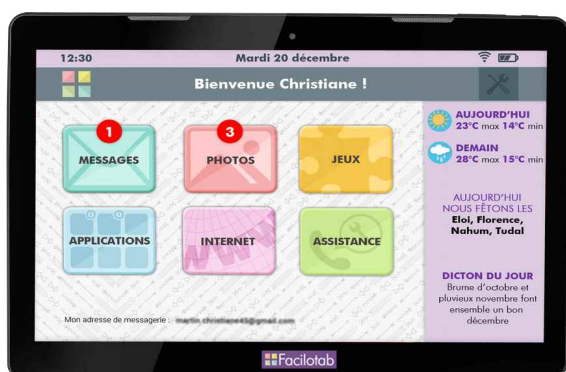 12:30
Mardi 20 décembre
Bienvenue Christiane !
1
MESSAGES
3
PHOTOS
JEUX
APPLICATIONS
INTERNET
WWW
ASSISTANCE
Mon adresse de messagerie :
AUJOURD'HUI
23°C max 14°C min
DEMAIN
28°C max 15°C min
AUJOURD'HUI
NOUS FÊTONS LES
Eloi, Florence,
Nahum, Tudal
DICTON DU JOUR
Brume d'octobre et
pluvieux novembre font
ensemble un bon
décembre
Facilotab